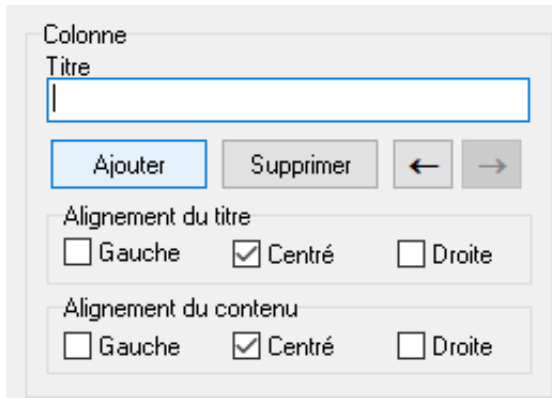 Colonne
Titre
Ajouter Supprimer ← →
Alignement du titre
Gauche Centré Droite
Alignement du contenu
Gauche Centré Droite